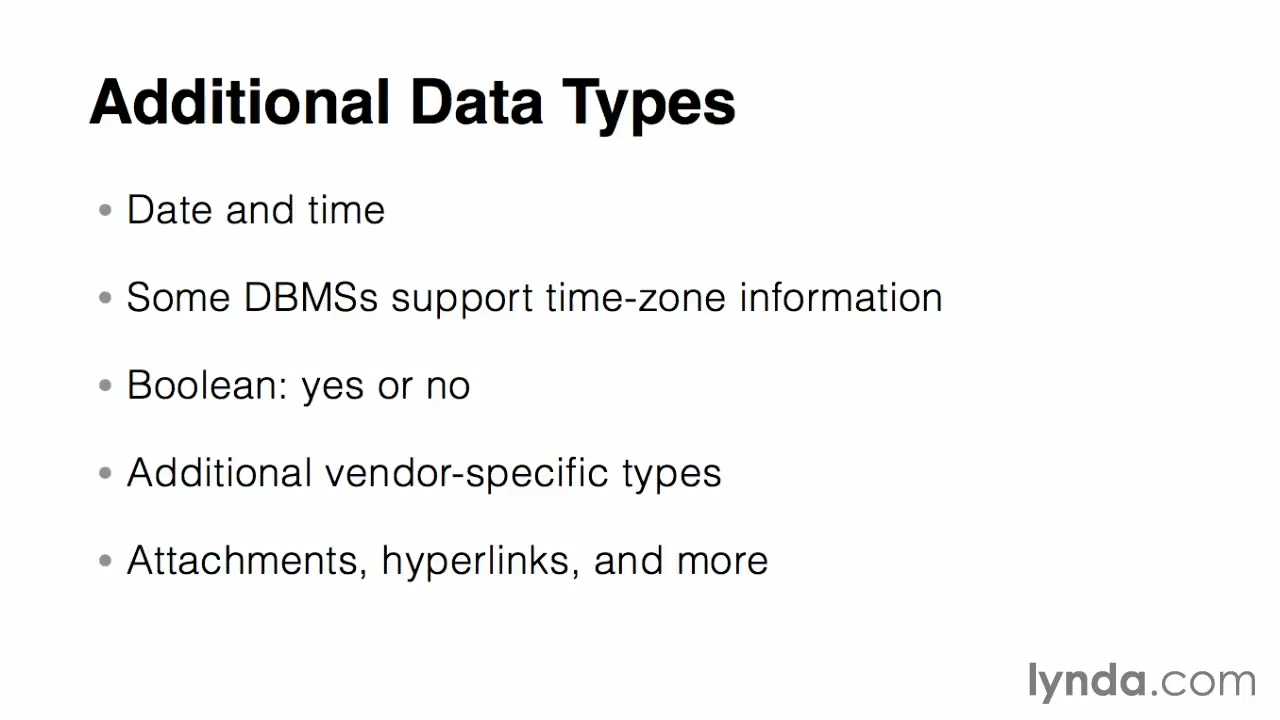 Additional Data Types
• Date and time
• Some DBMSs support time-zone information
• Boolean: yes or no
• Additional vendor-specific types
• Attachments, hyperlinks, and more
lynda.com